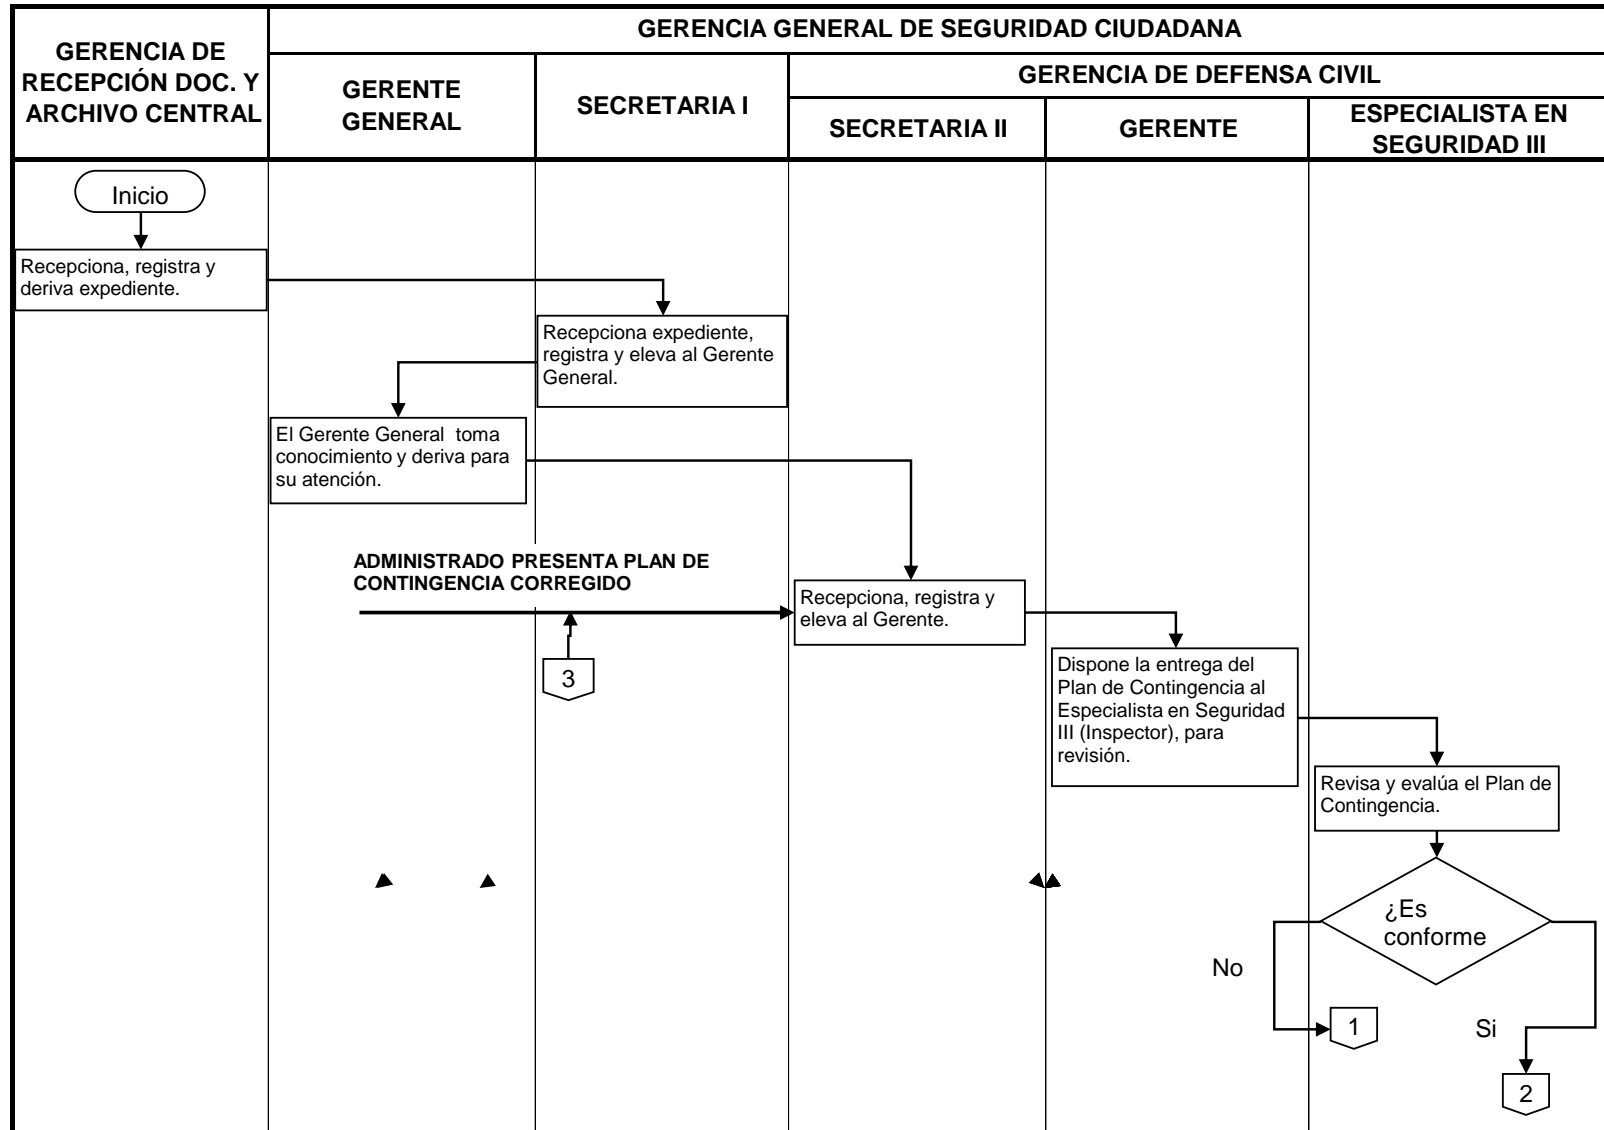 GERENCIA DE
RECEPCIÓN DOC. Y
ARCHIVO CENTRAL
GERENCIA GENERAL DE SEGURIDAD CIUDADANA
GERENTE
GENERAL
SECRETARIA I
GERENCIA DE DEFENSA CIVIL
SECRETARIA II
GERENTE
ESPECIALISTA EN
SEGURIDAD III
Inicio
Recepciona, registra y
deriva expediente.
Recepciona expediente,
registra y eleva al Gerente
General.
El Gerente General toma
conocimiento y deriva para
su atención.
ADMINISTRADO PRESENTA PLAN DE
CONTINGENCIA CORREGIDO
3
Recepciona, registra y
eleva al Gerente.
Dispone la entrega del
Plan de Contingencia al
Especialista en Seguridad
III (Inspector), para
revisión.
Revisa y evalúa el Plan de
Contingencia.
¿Es
conforme
No
1
Si
2